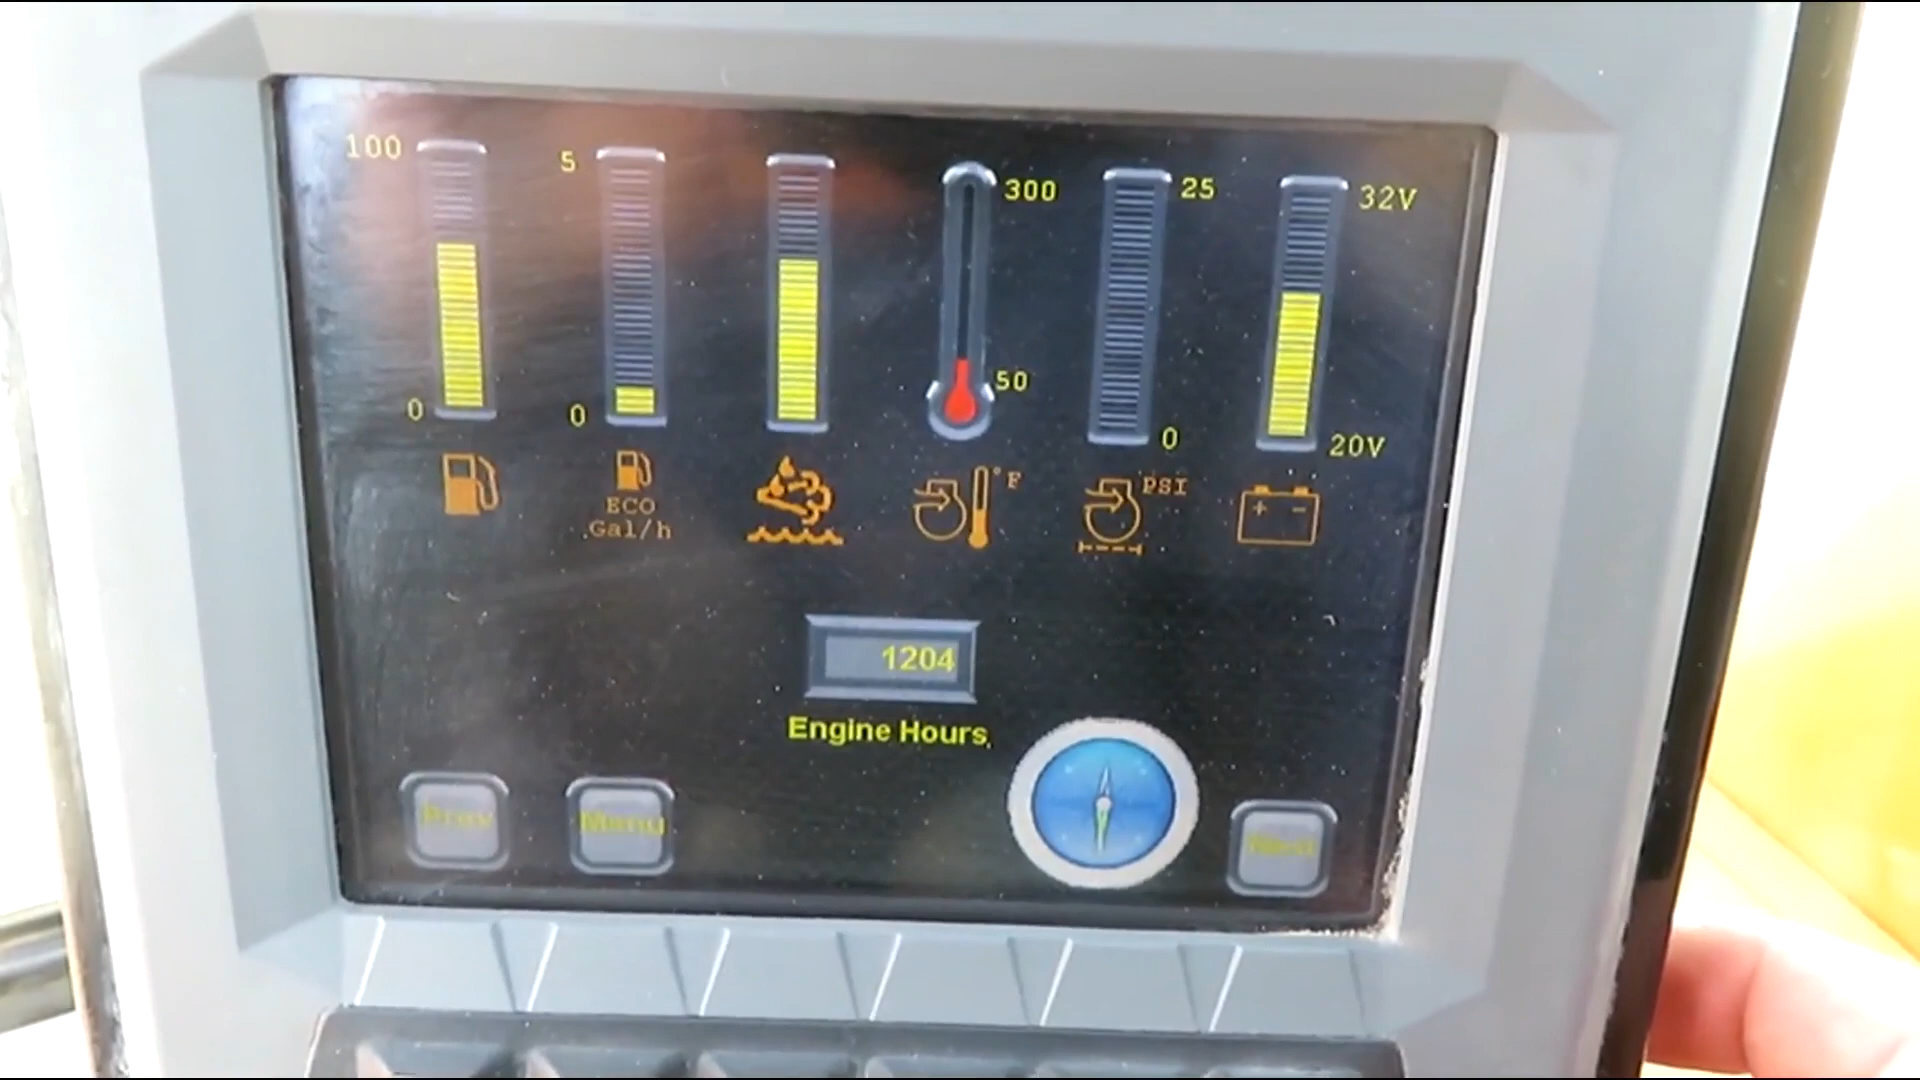 100
5
300
25
32V
0
0
50
0
20V
ECO
Gal/h
°F
PSI
+ -
1204
Engine Hours
Prev
Menu
Next